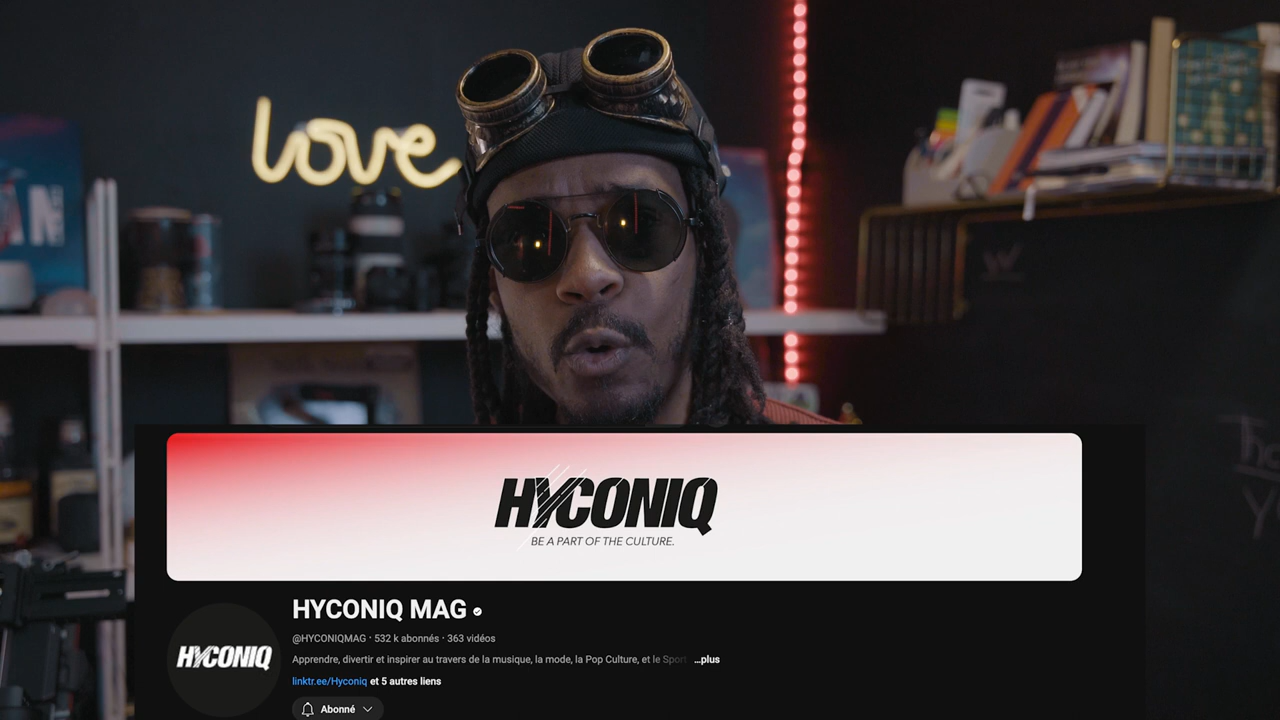 love
AN
W
HYCONIQ
BE A PART OF THE CULTURE.
HYCONIQ MAG
@HYCONIQMAG · 532 k abonnés · 363 vidéos
HYCONIQ
Apprendre, divertir et inspirer au travers de la musique, la mode, la Pop Culture, et le Sport ...plus
linktr.ee/Hyconiq et 5 autres liens
Abonné